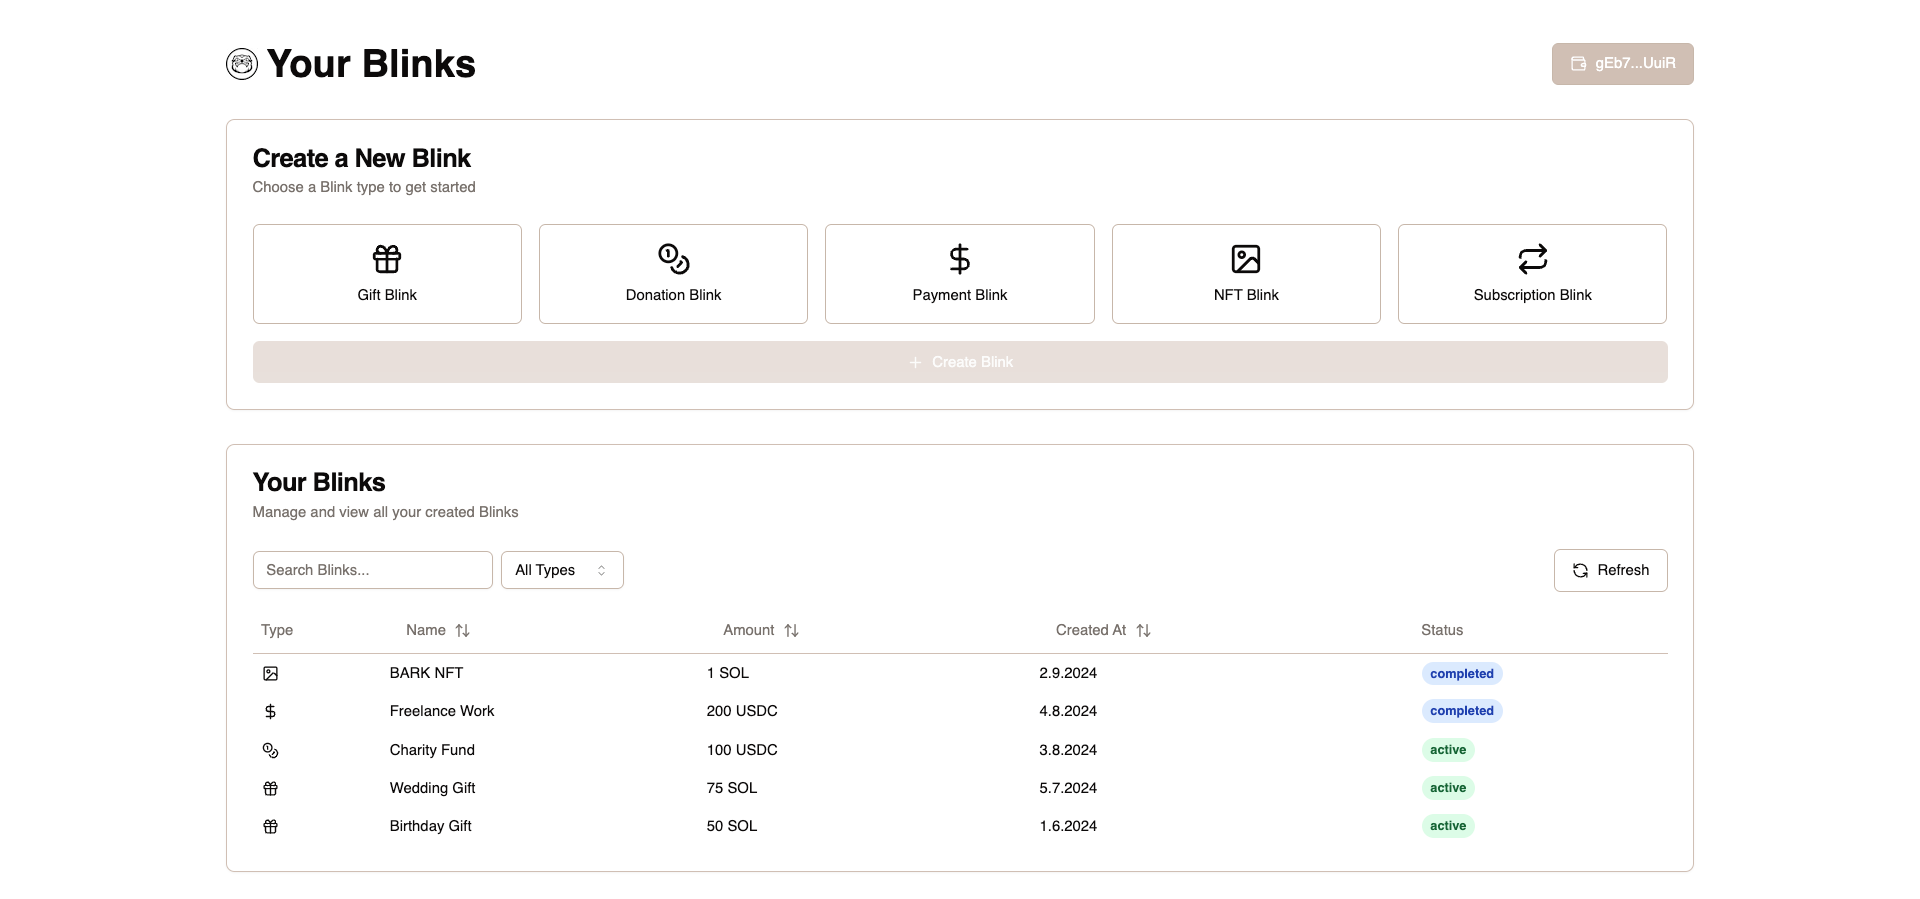 Your Blinks
gEb7...UuiR
Create a New Blink
Choose a Blink type to get started
Gift Blink
Donation Blink
Payment Blink
NFT Blink
Subscription Blink
Create Blink
Your Blinks
Manage and view all your created Blinks
Search Blinks...
All Types
Refresh
Type Name Amount Created At Status
BARK NFT 1 SOL 2.9.2024 completed
Freelance Work 200 USDC 4.8.2024 completed
Charity Fund 100 USDC 3.8.2024 active
Wedding Gift 75 SOL 5.7.2024 active
Birthday Gift 50 SOL 1.6.2024 active